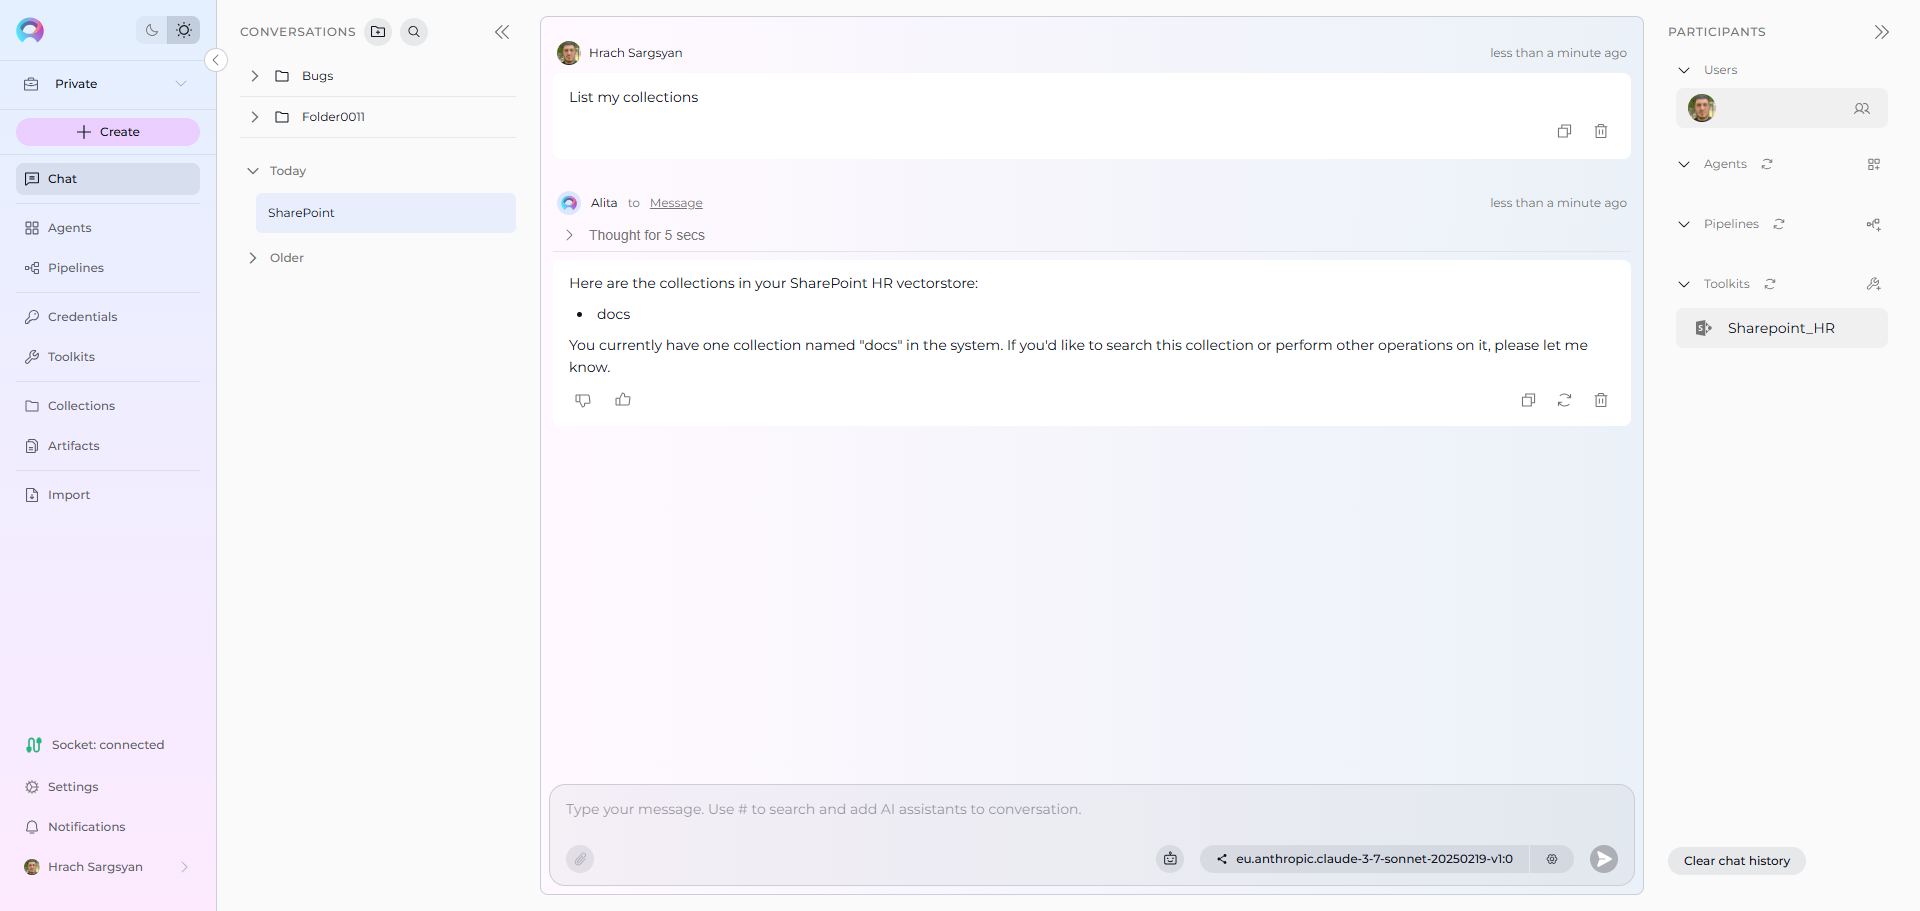 Private
Create
Chat
Agents
Pipelines
Credentials
Toolkits
Collections
Artifacts
Import
Socket: connected
Settings
Notifications
Hrach Sargsyan
CONVERSATIONS
Bugs
Folder0011
Today
SharePoint
Older
Hrach Sargsyan
less than a minute ago
List my collections
Alita to Message
less than a minute ago
Thought for 5 secs
Here are the collections in your SharePoint HR vectorstore:
• docs
You currently have one collection named "docs" in the system. If you'd like to search this collection or perform other operations on it, please let me
know.
Type your message. Use # to search and add AI assistants to conversation.
eu.anthropic.claude-3-7-sonnet-20250219-v1:0
PARTICIPANTS
Users
Agents
Pipelines
Toolkits
Sharepoint_HR
Clear chat history